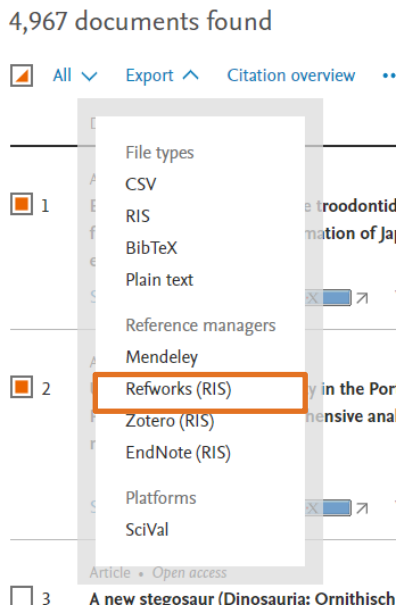 4,967 documents found
All Export Citation overview
File types
CSV
1 troodontid
RIS
mation of Jap
BibTeX
Plain text
Reference managers
Mendeley
2 Refworks (RIS) y in the Por
Zotero (RIS) hensive anal
EndNote (RIS)
Platforms
SciVal
Article • Open access
3 A new stegosaur (Dinosauria: Ornithisch